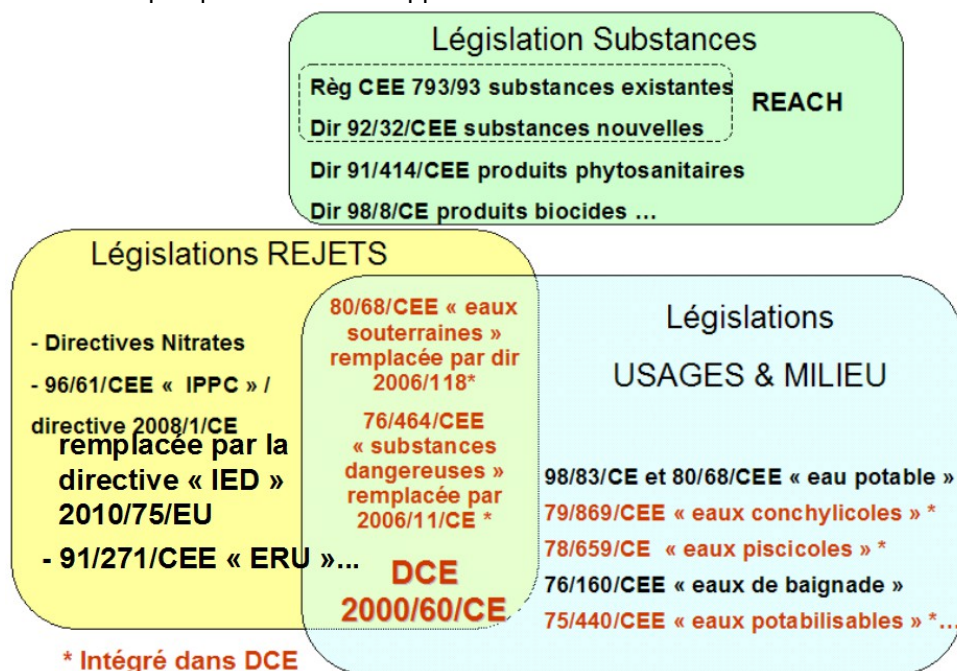 Législation Substances
Règ CEE 793/93 substances existantes
REACH
Dir 92/32/CEE substances nouvelles
Dir 91/414/CEE produits phytosanitaires
Dir 98/8/CE produits biocides ...
Législations REJETS
- Directives Nitrates
- 96/61/CEE « IPPC » /
directive 2008/1/CE
remplacée par la
directive « IED »
2010/75/EU
- 91/271/CEE « ERU »...
80/68/CEE « eaux
souterraines »
remplacée par dir
2006/118*
76/464/CEE
« substances
dangereuses »
remplacée par
2006/11/CE *
DCE
2000/60/CE
Législations
USAGES & MILIEU
98/83/CE et 80/68/CEE « eau potable »
79/869/CEE « eaux conchylicoles » *
78/659/CE « eaux piscicoles » *
76/160/CEE « eaux de baignade »
75/440/CEE « eaux potabilisables » *...
* Intégré dans DCE